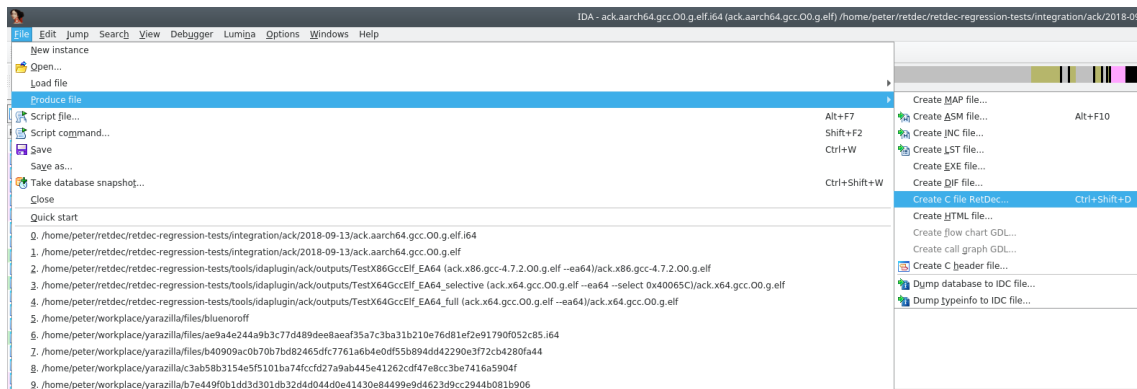 IDA - ack.aarch64.gcc.O0.g.elf.i64 (ack.aarch64.gcc.O0.g.elf) /home/peter/retdec/retdec-regression-tests/integration/ack/2018-09
File Edit Jump Search View Debugger Lumina Options Windows Help
New instance
Open...
Load file
Produce file
Script file... Alt+F7
Script command... Shift+F2
Save Ctrl+W
Save as...
Take database snapshot... Ctrl+Shift+W
Close
Quick start
0. /home/peter/retdec/retdec-regression-tests/integration/ack/2018-09-13/ack.aarch64.gcc.O0.g.elf.i64
1. /home/peter/retdec/retdec-regression-tests/integration/ack/2018-09-13/ack.aarch64.gcc.O0.g.elf
2. /home/peter/retdec/retdec-regression-tests/tools/idaplugin/ack/outputs/TestX86GccElf_EA64 (ack.x86.gcc-4.7.2.O0.g.elf --ea64)/ack.x86.gcc-4.7.2.O0.g.elf
3. /home/peter/retdec/retdec-regression-tests/tools/idaplugin/ack/outputs/TestX64GccElf_EA64_selective (ack.x64.gcc.O0.g.elf --ea64 --select 0x40065C)/ack.x64.gcc.O0.g.elf
4. /home/peter/retdec/retdec-regression-tests/tools/idaplugin/ack/outputs/TestX64GccElf_EA64_full (ack.x64.gcc.O0.g.elf --ea64)/ack.x64.gcc.O0.g.elf
5. /home/peter/workplace/yarazilla/files/bluenoroff
6. /home/peter/workplace/yarazilla/files/ae9a4e244a9b3c77d489dee8aeaf35a7c3ba31b210e76d81ef2e91790f052c85.i64
7. /home/peter/workplace/yarazilla/files/b40909ac0b70b7bd82465dfc7761a6b4e0df55b894dd42290e3f72cb4280fa44
8. /home/peter/workplace/yarazilla/c3ab58b3154e5f5101ba74fccfd27a9ab445e41262cdf47e8cc3be7416a5904f
9. /home/peter/workplace/yarazilla/b7e449f0b1dd3d301db32d4d044d0e41430e84499e9d4623d9cc2944b081b906
Create MAP file...
Create ASM file... Alt+F10
Create INC file...
Create LST file...
Create EXE file...
Create DIF file...
Create C file RetDec... Ctrl+Shift+D
Create HTML file...
Create flow chart GDL...
Create call graph GDL...
Create C header file...
Dump database to IDC file...
Dump typeinfo to IDC file...